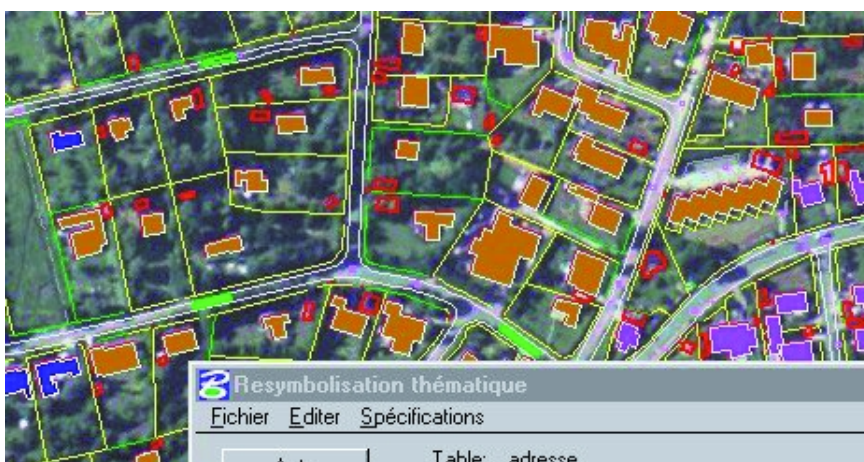 Resymbolisation thématique
Fichier Editer Spécifications
Table: adresse